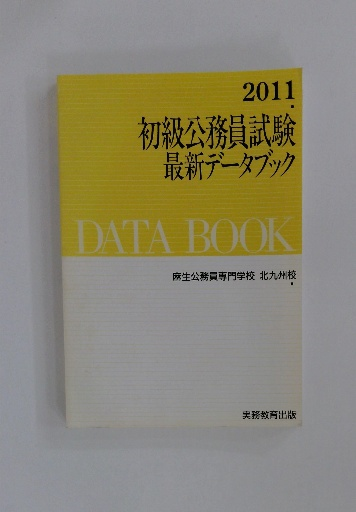 2011
初級公務員試験
最新データブック
DATA BOOK
麻生公務員専門学校 北九州校
実務教育出版